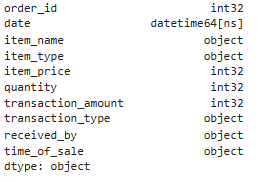 order_id int32
date datetime64[ns]
item_name object
item_type object
item_price int32
quantity int32
transaction_amount int32
transaction_type object
received_by object
time_of_sale object
dtype: object